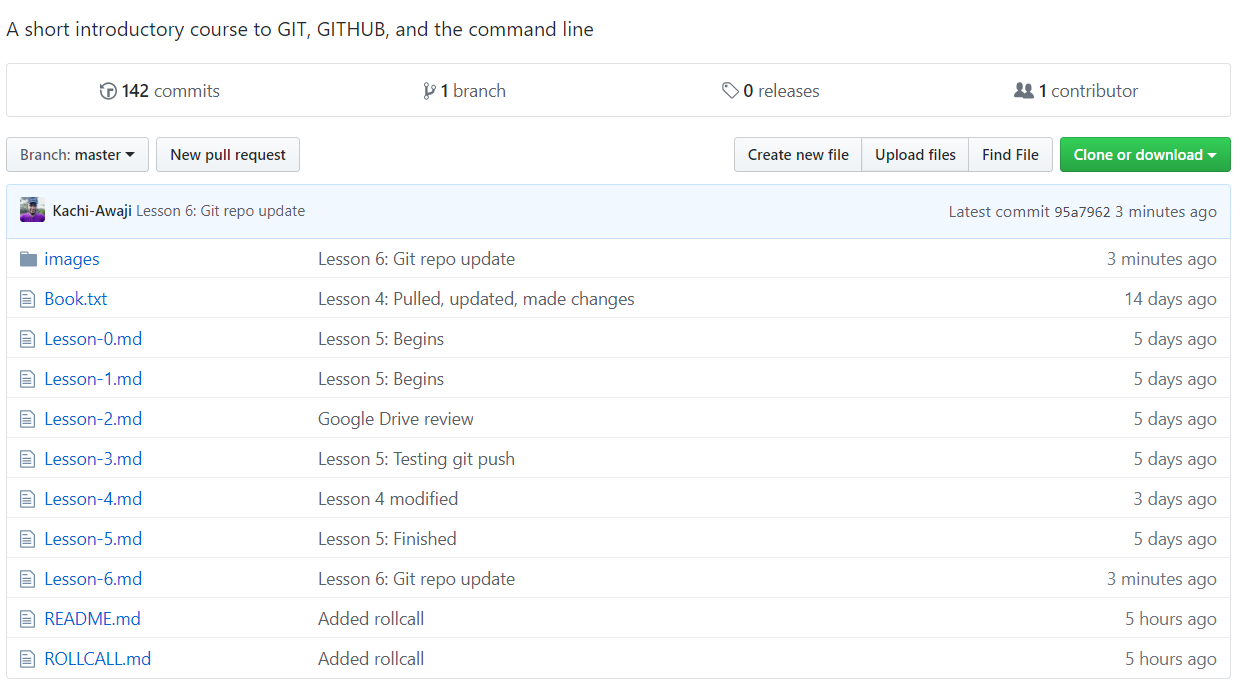 A short introductory course to GIT, GITHUB, and the command line
142 commits 1 branch 0 releases 1 contributor
Branch: master New pull request Create new file Upload files Find File Clone or download
Kachi-Awaji Lesson 6: Git repo update Latest commit 95a7962 3 minutes ago
images Lesson 6: Git repo update 3 minutes ago
Book.txt Lesson 4: Pulled, updated, made changes 14 days ago
Lesson-0.md Lesson 5: Begins 5 days ago
Lesson-1.md Lesson 5: Begins 5 days ago
Lesson-2.md Google Drive review 5 days ago
Lesson-3.md Lesson 5: Testing git push 5 days ago
Lesson-4.md Lesson 4 modified 3 days ago
Lesson-5.md Lesson 5: Finished 5 days ago
Lesson-6.md Lesson 6: Git repo update 3 minutes ago
README.md Added rollcall 5 hours ago
ROLLCALL.md Added rollcall 5 hours ago